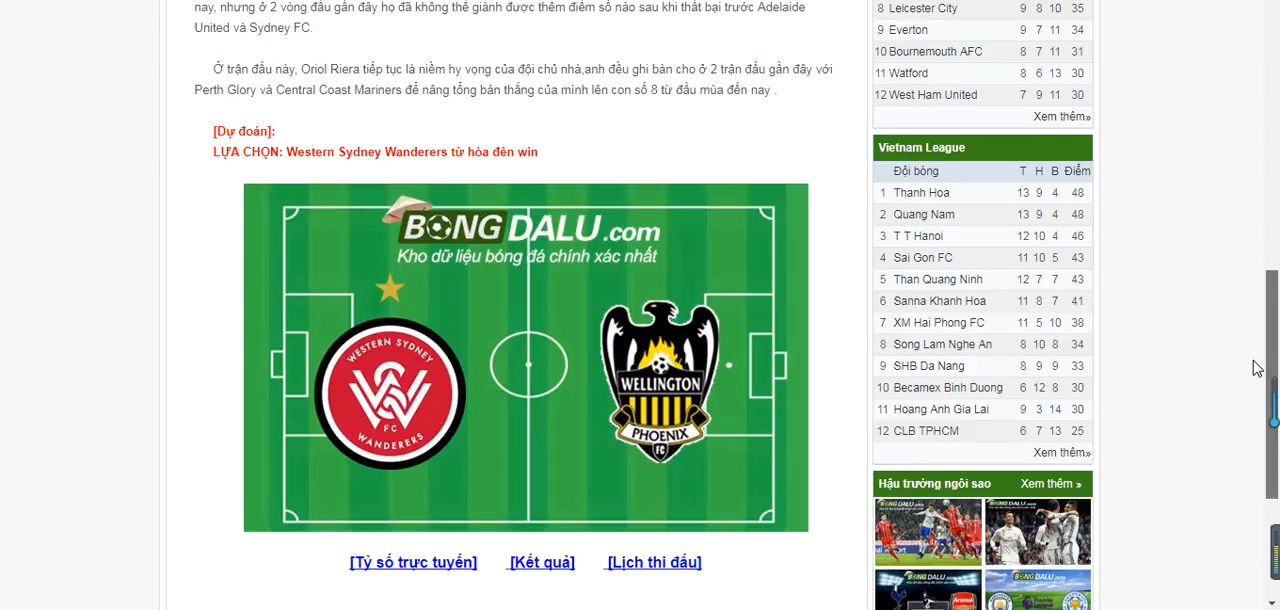 nay, nhưng ở 2 vòng đấu gần đây họ đã không thể giành được thêm điểm số nào sau khi thất bại trước Adelaide
United và Sydney FC.
Ở trận đấu này, Oriol Riera tiếp tục là niềm hy vọng của đội chủ nhà,anh đều ghi bàn cho ở 2 trận đấu gần đây với
Perth Glory và Central Coast Mariners để nâng tổng bàn thắng của mình lên con số 8 từ đầu mùa đến nay .
[Dự đoán]:
LỰA CHỌN: Western Sydney Wanderers từ hòa đên win
BONGDALU.com
Kho dữ liệu bóng đá chính xác nhất
WESTERN SYDNEY
FC
WANDERERS
WELLINGTON
PHOENIX
FC
[Tỷ số trực tuyến] [Kết quả] [Lịch thi đấu]
8 Leicester City 9 8 10 35
9 Everton 9 7 11 34
10 Bournemouth AFC 8 7 11 31
11 Watford 8 6 13 30
12 West Ham United 7 9 11 30
Xem thêm»
Vietnam League
Đội bóng T H B Điểm
1 Thanh Hoa 13 9 4 48
2 Quang Nam 13 9 4 48
3 T T Hanoi 12 10 4 46
4 Sai Gon FC 11 10 5 43
5 Than Quang Ninh 12 7 7 43
6 Sanna Khanh Hoa 11 8 7 41
7 XM Hai Phong FC 11 5 10 38
8 Song Lam Nghe An 8 10 8 34
9 SHB Da Nang 8 9 9 33
10 Becamex Binh Duong 6 12 8 30
11 Hoang Anh Gia Lai 9 3 14 30
12 CLB TPHCM 6 7 13 25
Xem thêm»
Hậu trường ngôi sao Xem thêm »
BONGDALU.com
BONGDALU.com
BONGDALU.com
BONGDALU.com
Arsenal